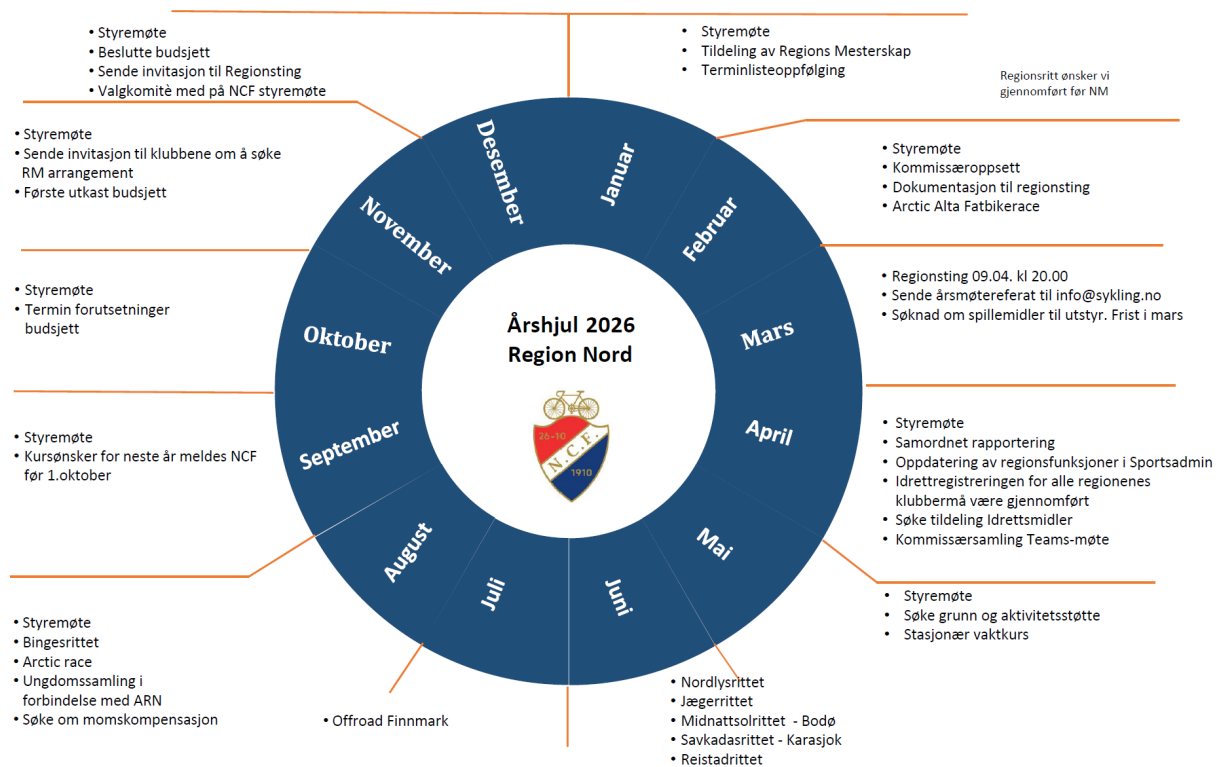 • Styremøte
• Beslutte budsjett
• Sende invitasjon til Regionsting
• Valgkomitè med på NCF styremøte
• Styremøte
• Tildeling av Regions Mesterskap
• Terminlisteoppfølging
Regionsritt ønsker vi
gjennomført før NM
• Styremøte
• Sende invitasjon til klubbene om å søke
RM arrangement
• Første utkast budsjett
• Styremøte
• Kommissæroppsett
• Dokumentasjon til regionsting
• Arctic Alta Fatbikerace
• Styremøte
• Termin forutsetninger
budsjett
• Regionsting 09.04. kl 20.00
• Sende årsmøtereferat til info@sykling.no
• Søknad om spillemidler til utstyr. Frist i mars
• Styremøte
• Kursønsker for neste år meldes NCF
før 1.oktober
• Styremøte
• Samordnet rapportering
• Oppdatering av regionsfunksjoner i Sportsadmin
• Idrettregistreringen for alle regionenes
klubbermå være gjennomført
• Søke tildeling Idrettsmidler
• Kommissærsamling Teams-møte
• Styremøte
• Bingesrittet
• Arctic race
• Ungdomssamling i
forbindelse med ARN
• Søke om momskompensasjon
• Styremøte
• Søke grunn og aktivitetsstøtte
• Stasjonær vaktkurs
• Offroad Finnmark
• Nordlysrittet
• Jægerrittet
• Midnattsolrittet - Bodø
• Savkadasrittet - Karasjok
• Reistadrittet
Januar
Februar
Mars
April
Mai
Juni
Juli
August
September
Oktober
November
Desember
Årshjul 2026
Region Nord
26-10
N.C.F.
1910